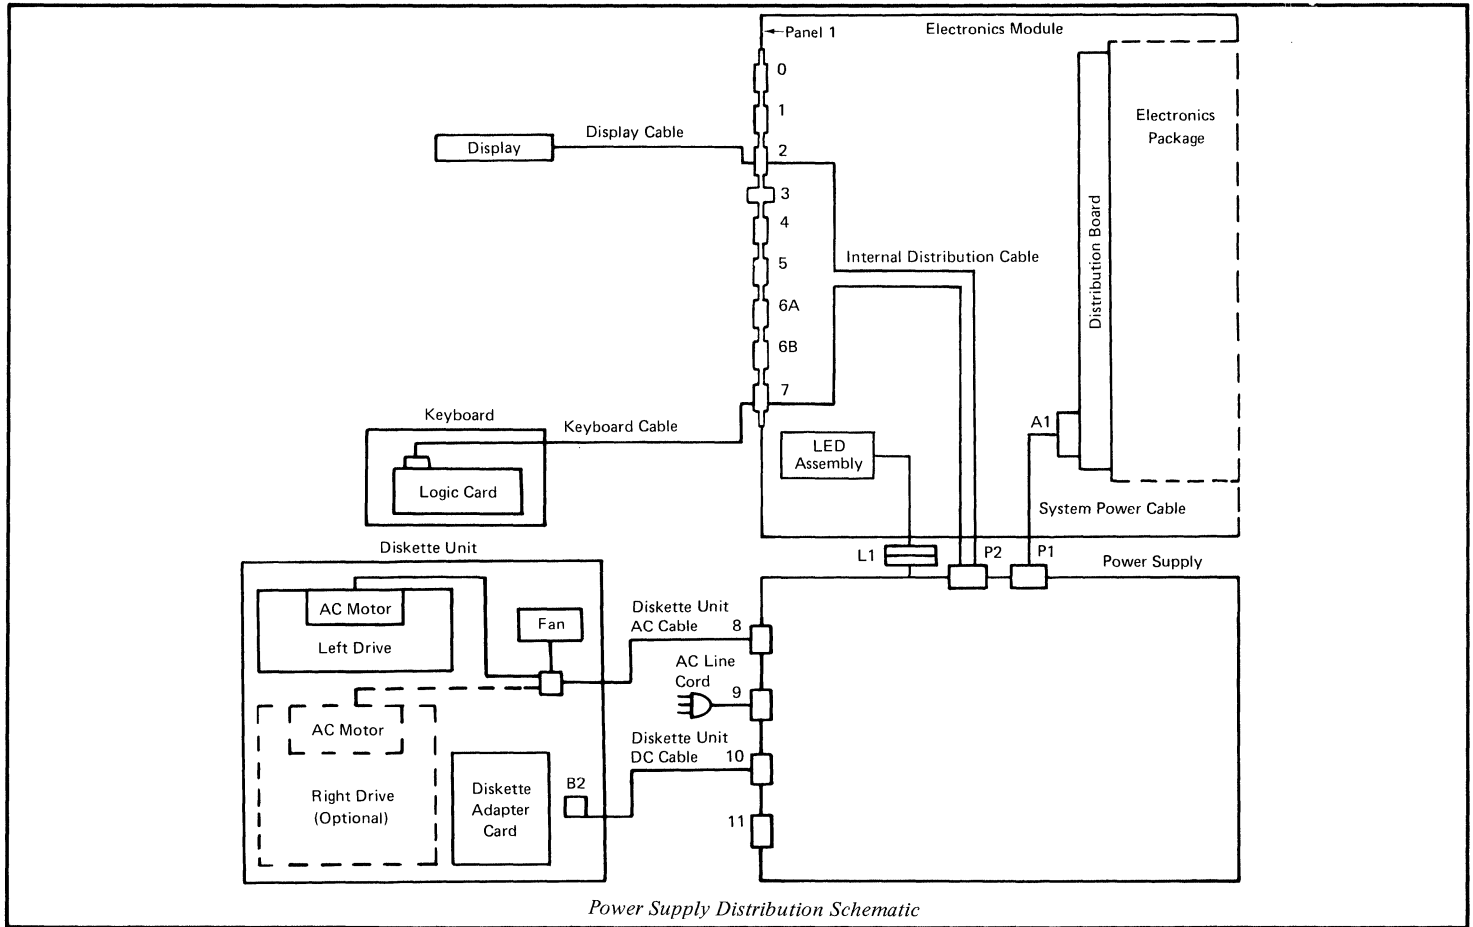 Panel 1
Electronics Module
0
1
2
3
4
5
6A
6B
7
Electronics
Package
Distribution Board
Display
Display Cable
Internal Distribution Cable
A1
Keyboard
Keyboard Cable
Logic Card
LED
Assembly
System Power Cable
L1
P2
P1
Power Supply
Diskette Unit
AC Motor
Left Drive
Fan
Diskette Unit
AC Cable
8
AC Line
Cord
9
AC Motor
Right Drive
(Optional)
Diskette
Adapter
Card
B2
Diskette Unit
DC Cable
10
11
Power Supply Distribution Schematic